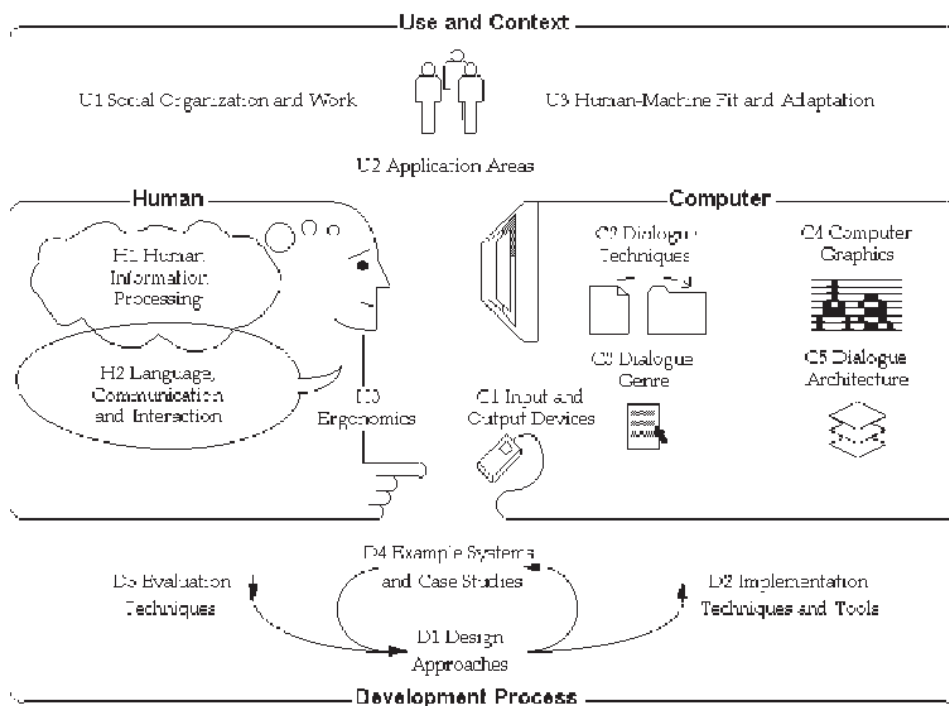 Use and Context
U1 Social Organization and Work
U3 Human-Machine Fit and Adaptation
U2 Application Areas
Human
H1 Human
Information
Processing
H2 Language,
Communication
and Interaction
H3
Ergonomics
Computer
C2 Dialogue
Techniques
C4 Computer
Graphics
C3 Dialogue
Genre
C5 Dialogue
Architecture
C1 Input and
Output Devices
D4 Example Systems
and Case Studies
D3 Evaluation
Techniques
D2 Implementation
Techniques and Tools
D1 Design
Approaches
Development Process